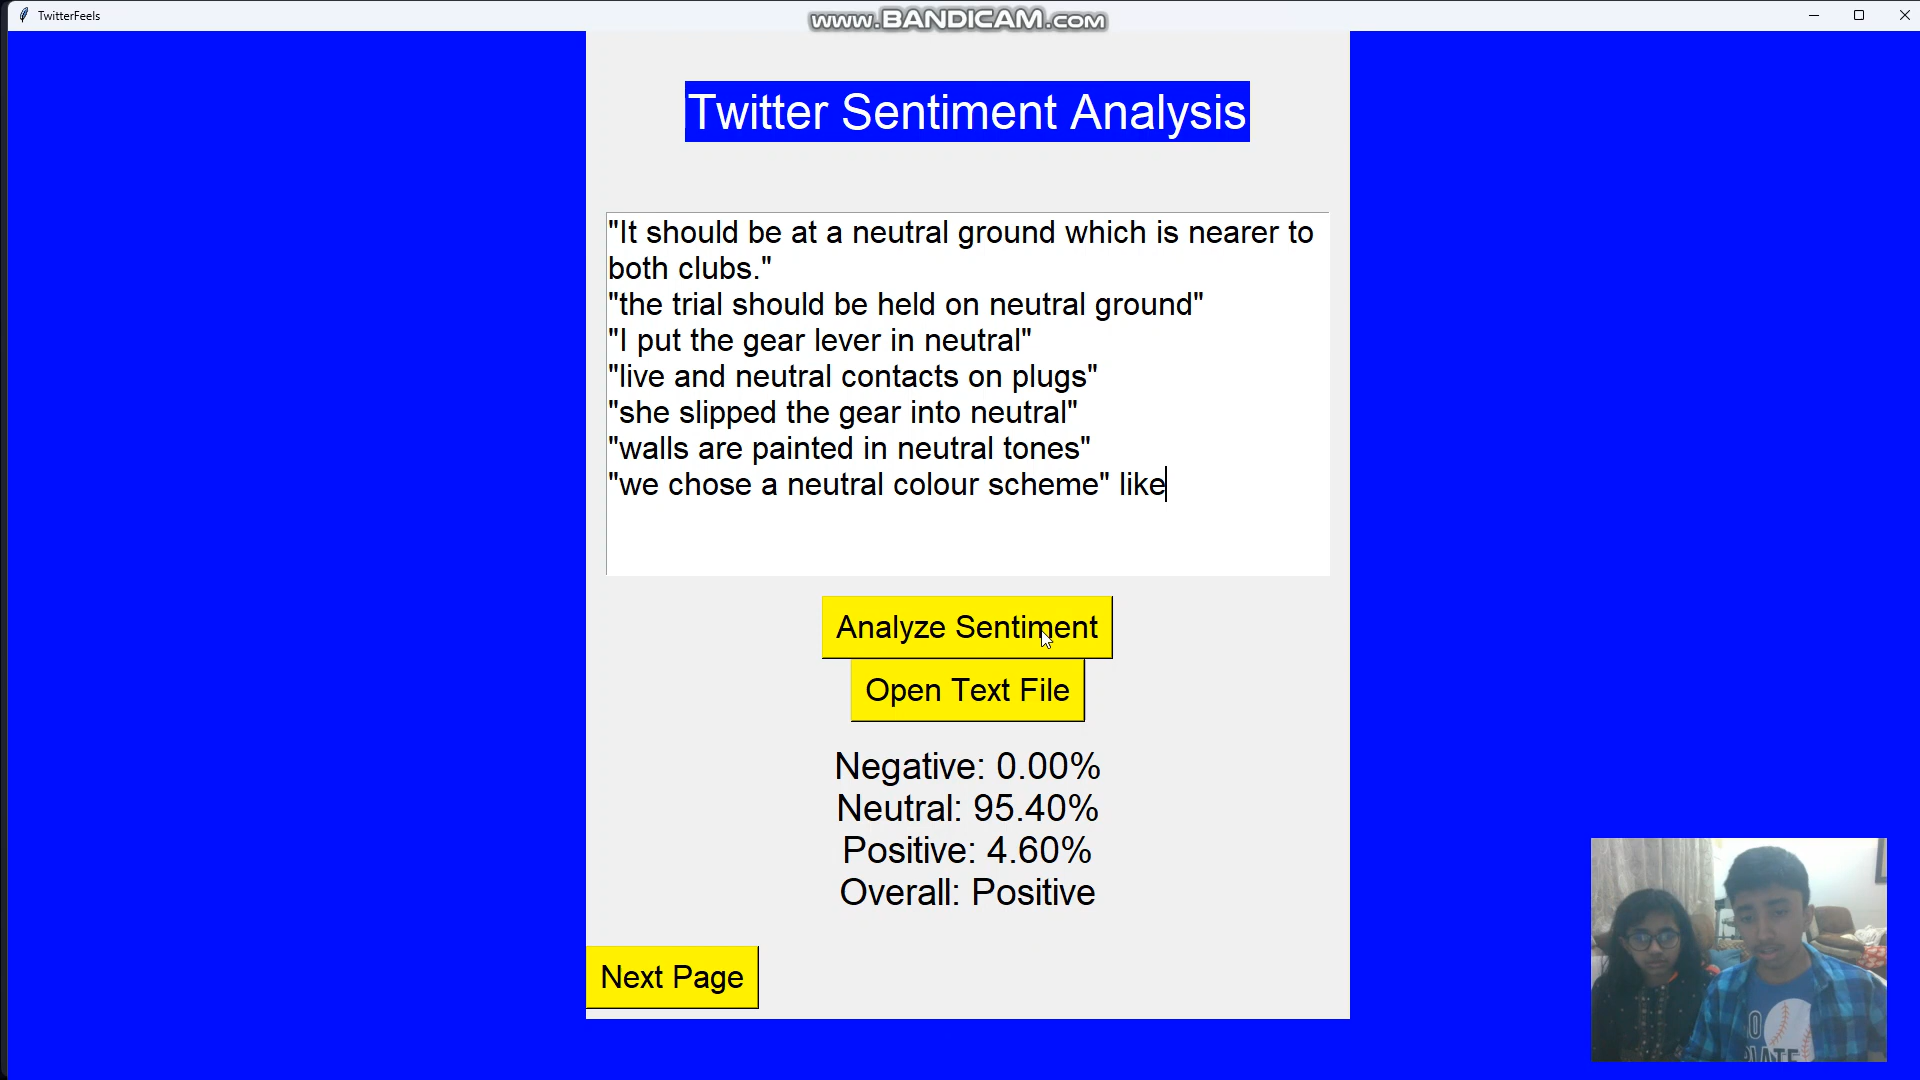 TwitterFeels
www.BANDICAM.com
Twitter Sentiment Analysis
"It should be at a neutral ground which is nearer to
both clubs."
"the trial should be held on neutral ground"
"I put the gear lever in neutral"
"live and neutral contacts on plugs"
"she slipped the gear into neutral"
"walls are painted in neutral tones"
"we chose a neutral colour scheme" like
Analyze Sentiment
Open Text File
Negative: 0.00%
Neutral: 95.40%
Positive: 4.60%
Overall: Positive
Next Page